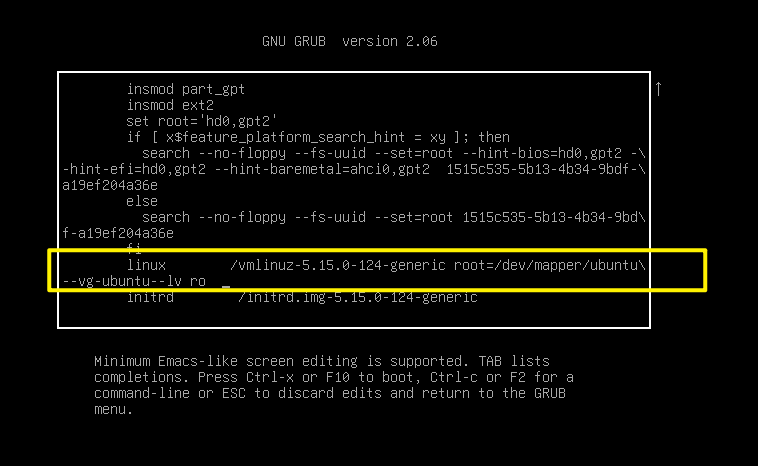 GNU GRUB  version 2.06
insmod part_gpt
insmod ext2
set root='hd0,gpt2'
if [ x$feature_platform_search_hint = xy ]; then
search --no-floppy --fs-uuid --set=root --hint-bios=hd0,gpt2 -\
-hint-efi=hd0,gpt2 --hint-baremetal=ahci0,gpt2  1515c535-5b13-4b34-9bdf-\
a19ef204a36e
else
search --no-floppy --fs-uuid --set=root 1515c535-5b13-4b34-9bd\
f-a19ef204a36e
fi
linux        /vmlinuz-5.15.0-124-generic root=/dev/mapper/ubuntu\
--vg-ubuntu--lv ro  _
initrd        /initrd.img-5.15.0-124-generic
Minimum Emacs-like screen editing is supported. TAB lists
completions. Press Ctrl-x or F10 to boot, Ctrl-c or F2 for a
command-line or ESC to discard edits and return to the GRUB
menu.